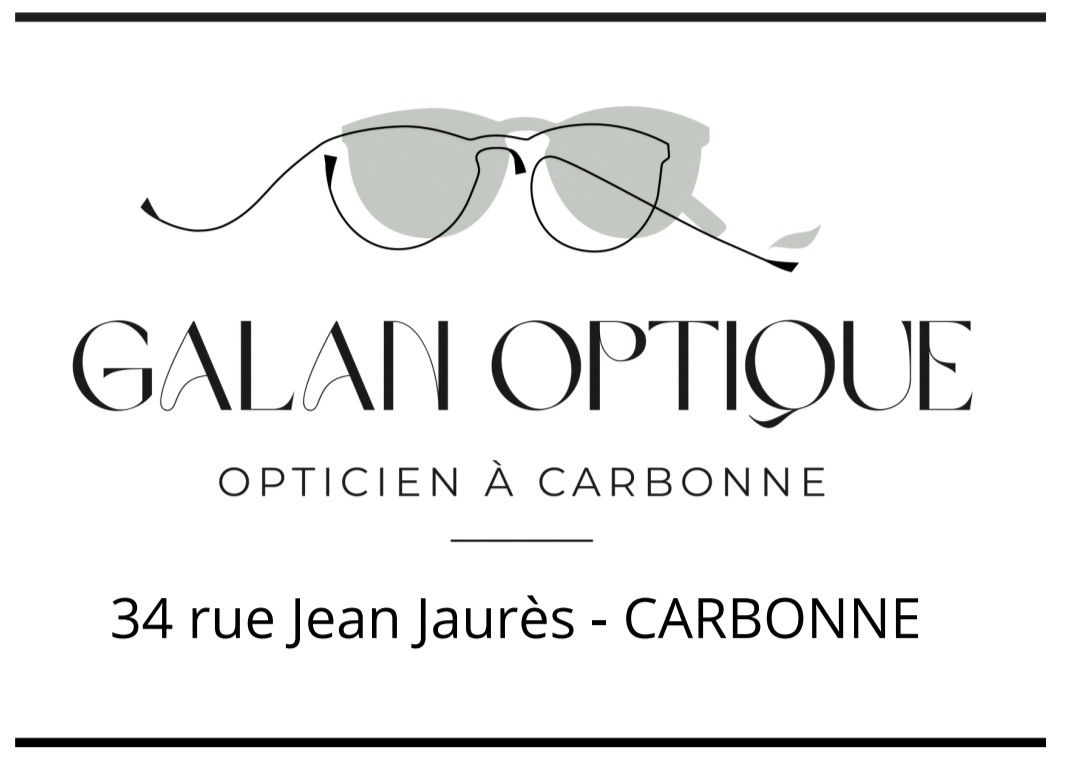 GALAN OPTIQUE
OPTICIEN À CARBONNE
34 rue Jean Jaurès - CARBONNE